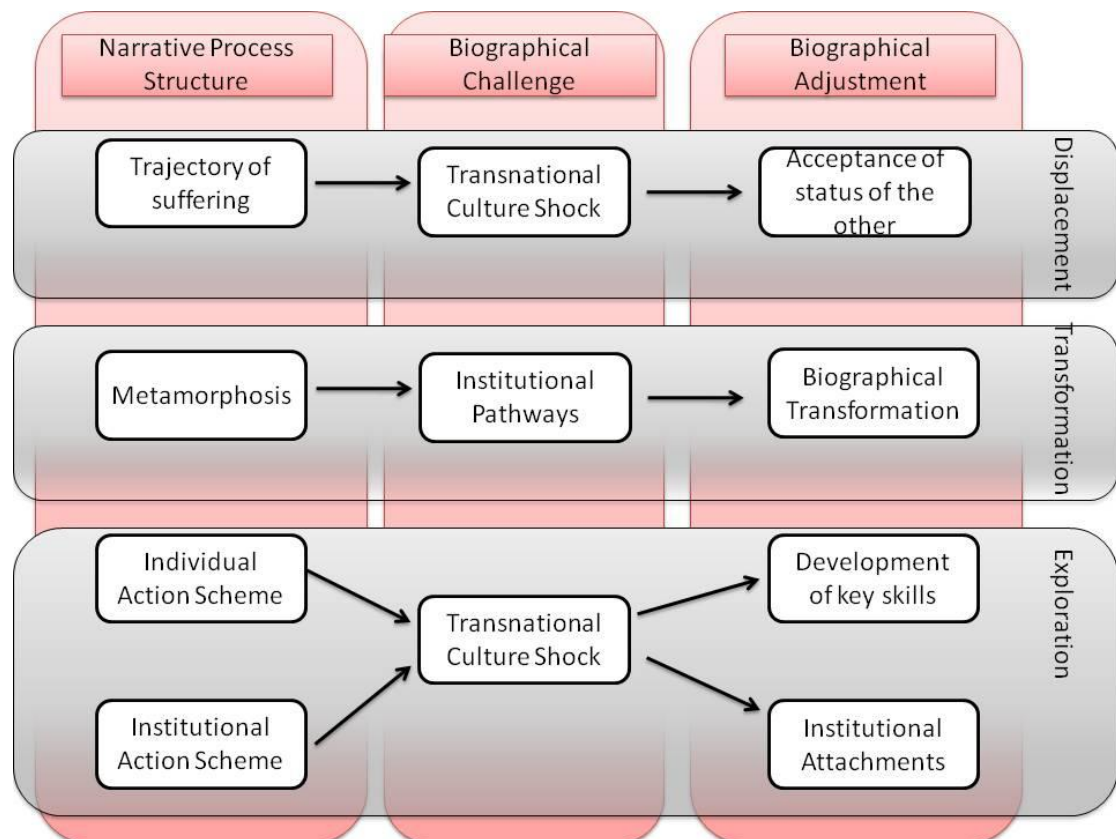 Narrative Process
Structure
Biographical
Challenge
Biographical
Adjustment
Trajectory of
suffering
Transnational
Culture Shock
Acceptance of
status of the
other
Displacement
Metamorphosis
Institutional
Pathways
Biographical
Transformation
Transformation
Individual
Action Scheme
Institutional
Action Scheme
Transnational
Culture Shock
Development
of key skills
Institutional
Attachments
Exploration